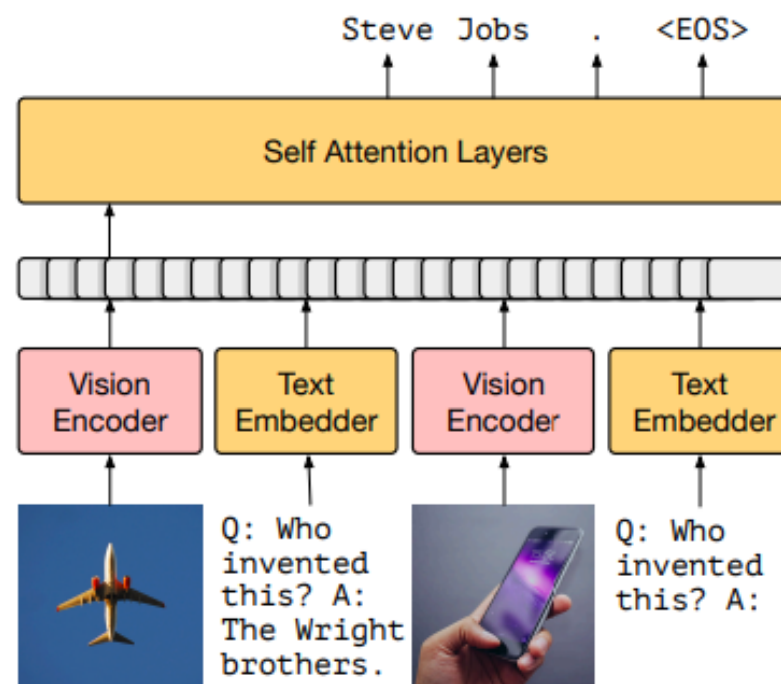 Steve Jobs . <EOS>
Self Attention Layers
Vision
Encoder
Text
Embedder
Vision
Encoder
Text
Embedder
Q: Who
invented
this? A:
The Wright
brothers.
Q: Who
invented
this? A: